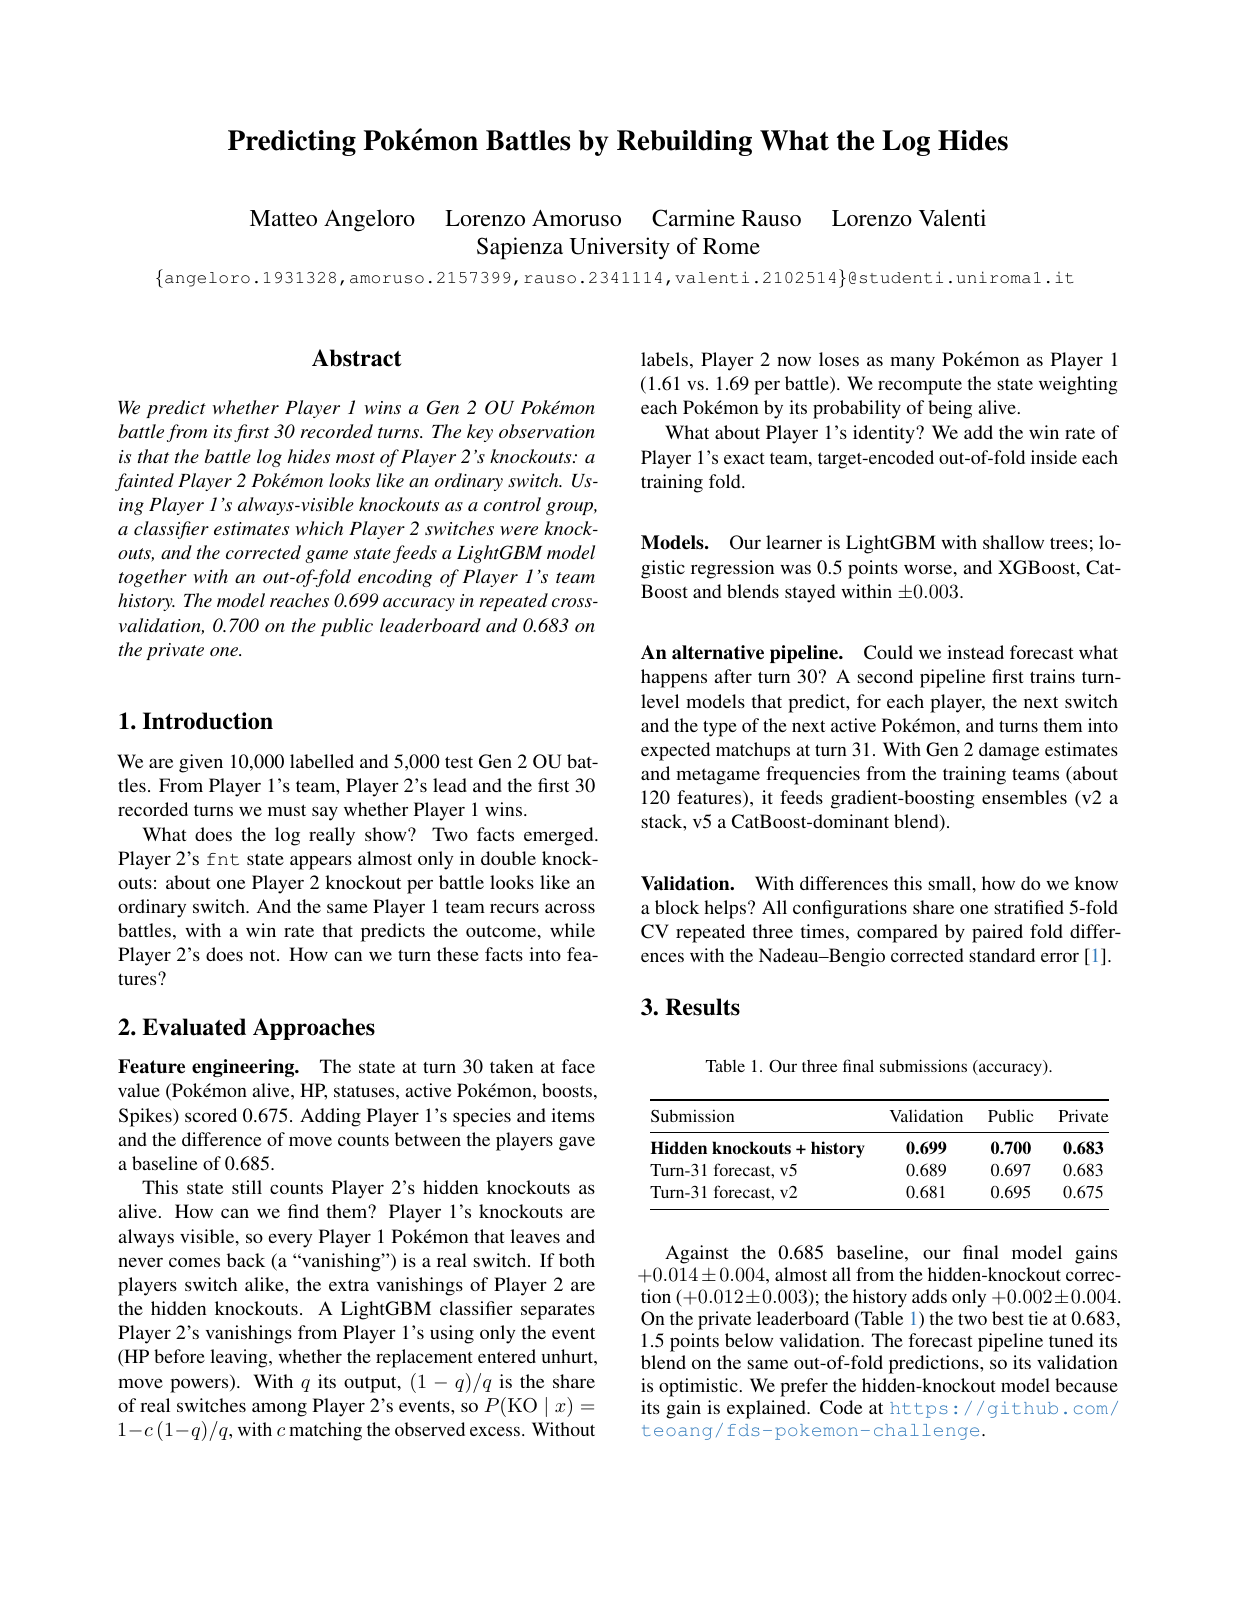 Predicting Pokémon Battles by Rebuilding What the Log Hides
Matteo Angeloro Lorenzo Amoruso Carmine Rauso Lorenzo Valenti
Sapienza University of Rome
{angeloro.1931328,amoruso.2157399,rauso.2341114,valenti.2102514}@studenti.uniroma1.it
Abstract
We predict whether Player 1 wins a Gen 2 OU Pokémon
battle from its first 30 recorded turns. The key observation
is that the battle log hides most of Player 2's knockouts: a
fainted Player 2 Pokémon looks like an ordinary switch. Us-
ing Player 1's always-visible knockouts as a control group,
a classifier estimates which Player 2 switches were knock-
outs, and the corrected game state feeds a LightGBM model
together with an out-of-fold encoding of Player 1's team
history. The model reaches 0.699 accuracy in repeated cross-
validation, 0.700 on the public leaderboard and 0.683 on
the private one.
1. Introduction
We are given 10,000 labelled and 5,000 test Gen 2 OU bat-
tles. From Player 1's team, Player 2's lead and the first 30
recorded turns we must say whether Player 1 wins.
What does the log really show? Two facts emerged.
Player 2's fnt state appears almost only in double knock-
outs: about one Player 2 knockout per battle looks like an
ordinary switch. And the same Player 1 team recurs across
battles, with a win rate that predicts the outcome, while
Player 2's does not. How can we turn these facts into fea-
tures?
2. Evaluated Approaches
Feature engineering. The state at turn 30 taken at face
value (Pokémon alive, HP, statuses, active Pokémon, boosts,
Spikes) scored 0.675. Adding Player 1's species and items
and the difference of move counts between the players gave
a baseline of 0.685.
This state still counts Player 2's hidden knockouts as
alive. How can we find them? Player 1's knockouts are
always visible, so every Player 1 Pokémon that leaves and
never comes back (a “vanishing”) is a real switch. If both
players switch alike, the extra vanishings of Player 2 are
the hidden knockouts. A LightGBM classifier separates
Player 2's vanishings from Player 1's using only the event
(HP before leaving, whether the replacement entered unhurt,
move powers). With q its output, (1 − q)/q is the share
of real switches among Player 2's events, so P(KO | x) =
1−c (1−q)/q, with c matching the observed excess. Without
labels, Player 2 now loses as many Pokémon as Player 1
(1.61 vs. 1.69 per battle). We recompute the state weighting
each Pokémon by its probability of being alive.
What about Player 1's identity? We add the win rate of
Player 1's exact team, target-encoded out-of-fold inside each
training fold.
Models. Our learner is LightGBM with shallow trees; lo-
gistic regression was 0.5 points worse, and XGBoost, Cat-
Boost and blends stayed within ±0.003.
An alternative pipeline. Could we instead forecast what
happens after turn 30? A second pipeline first trains turn-
level models that predict, for each player, the next switch
and the type of the next active Pokémon, and turns them into
expected matchups at turn 31. With Gen 2 damage estimates
and metagame frequencies from the training teams (about
120 features), it feeds gradient-boosting ensembles (v2 a
stack, v5 a CatBoost-dominant blend).
Validation. With differences this small, how do we know
a block helps? All configurations share one stratified 5-fold
CV repeated three times, compared by paired fold differ-
ences with the Nadeau–Bengio corrected standard error [1].
3. Results
Table 1. Our three final submissions (accuracy).
Submission Validation Public Private
Hidden knockouts + history 0.699 0.700 0.683
Turn-31 forecast, v5 0.689 0.697 0.683
Turn-31 forecast, v2 0.681 0.695 0.675
Against the 0.685 baseline, our final model gains
+0.014±0.004, almost all from the hidden-knockout correc-
tion (+0.012±0.003); the history adds only +0.002±0.004.
On the private leaderboard (Table 1) the two best tie at 0.683,
1.5 points below validation. The forecast pipeline tuned its
blend on the same out-of-fold predictions, so its validation
is optimistic. We prefer the hidden-knockout model because
its gain is explained. Code at https://github.com/
teoang/fds-pokemon-challenge.